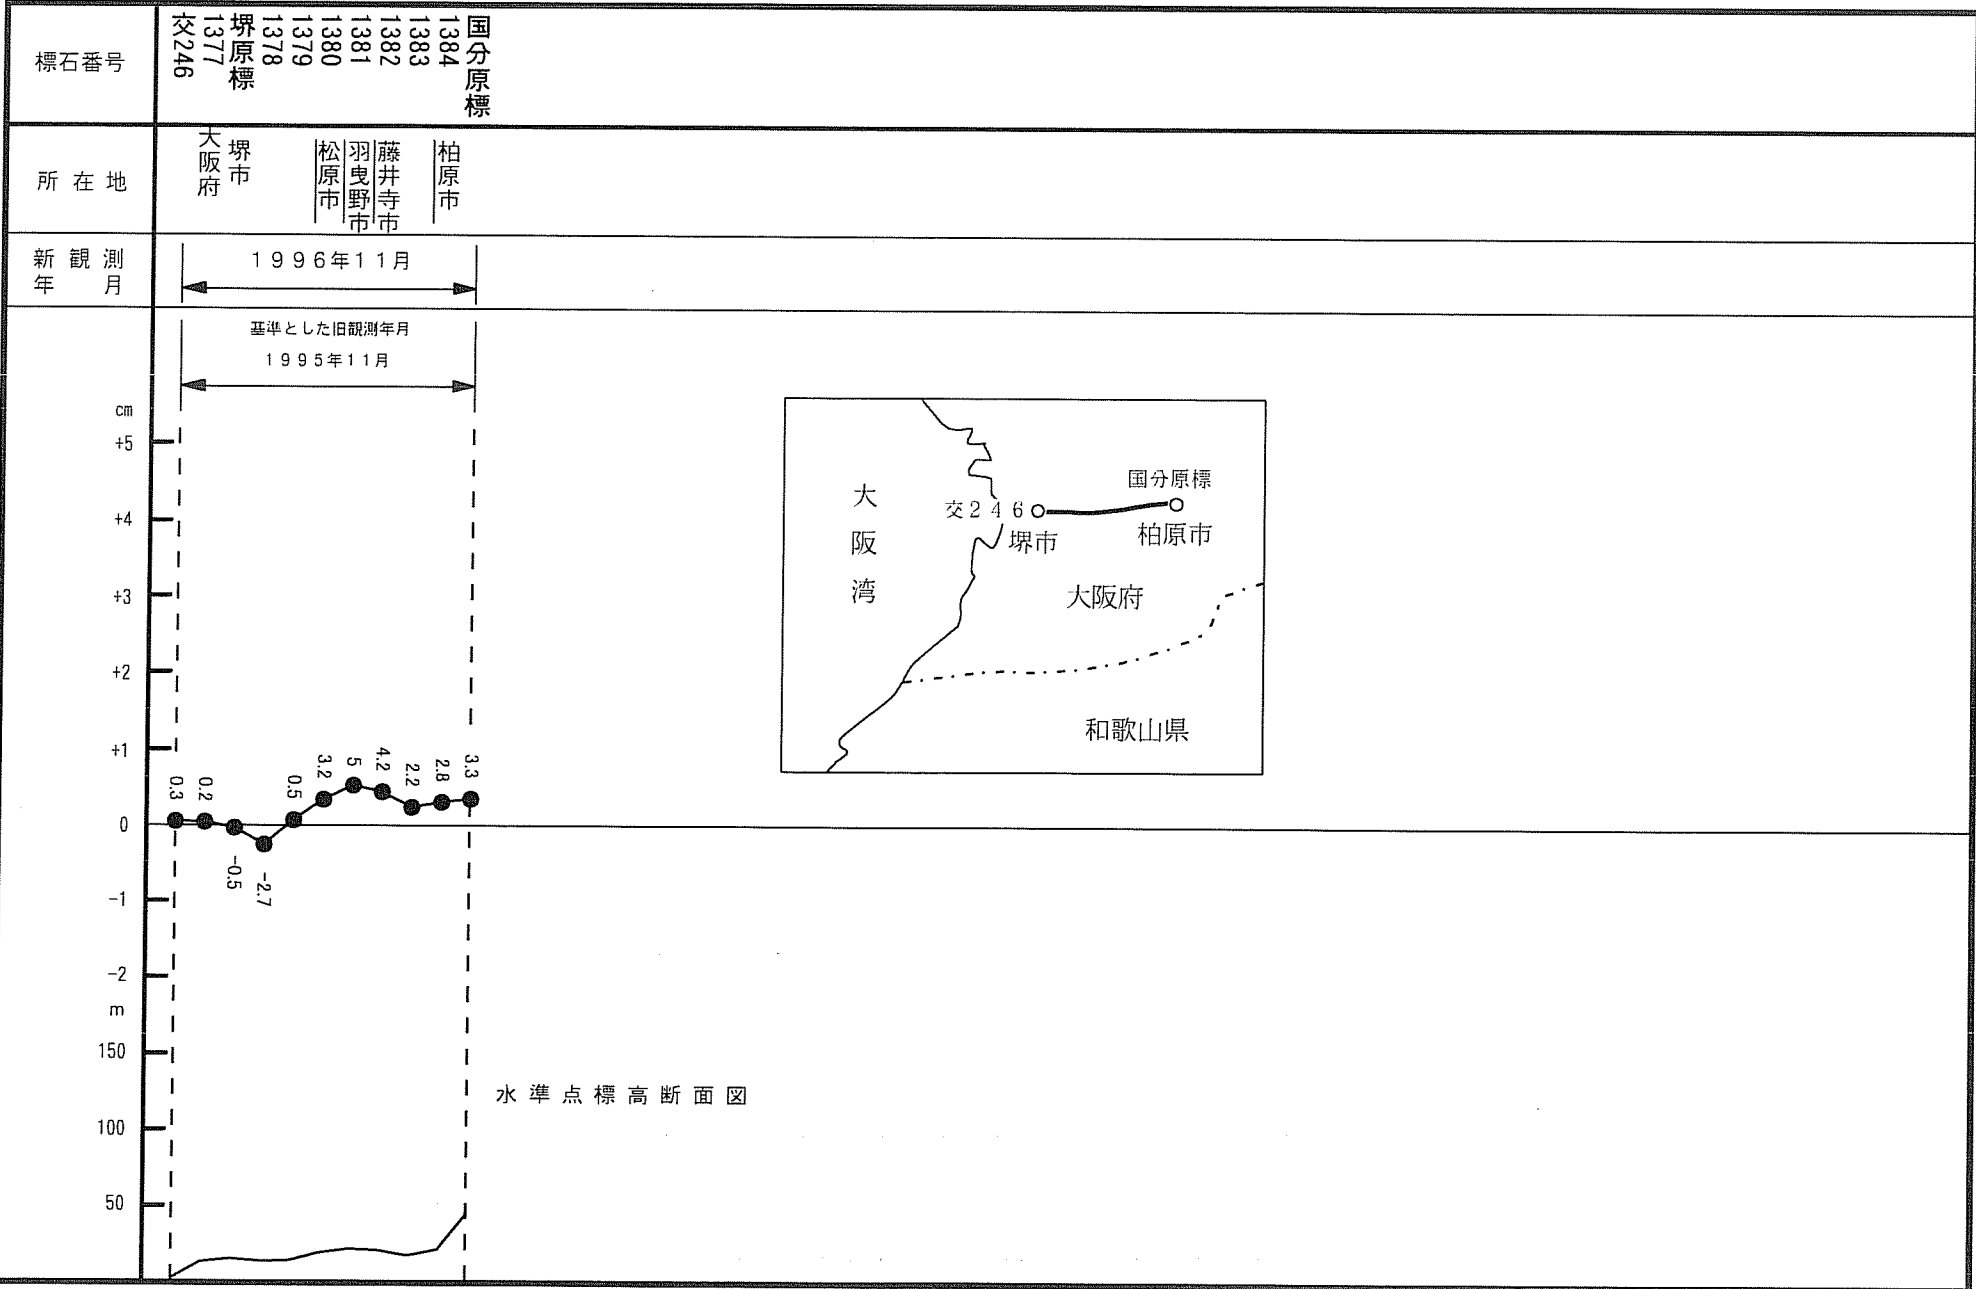 標石番号
交246
1377
堺原標
1378
1379
1380
1381
1382
1383
1384
国分原標
所在地
大阪府
堺市
松原市
羽曳野市
藤井寺市
柏原市
新観測
年月
1996年11月
基準とした旧観測年月
1995年11月
cm
+5
+4
+3
+2
+1
0
-1
-2
m
150
100
50
0.3
0.2
-0.5
-2.7
0.5
3.2
5
4.2
2.2
2.8
3.3
水準点標高断面図
大阪湾
交246
国分原標
堺市
柏原市
大阪府
和歌山県